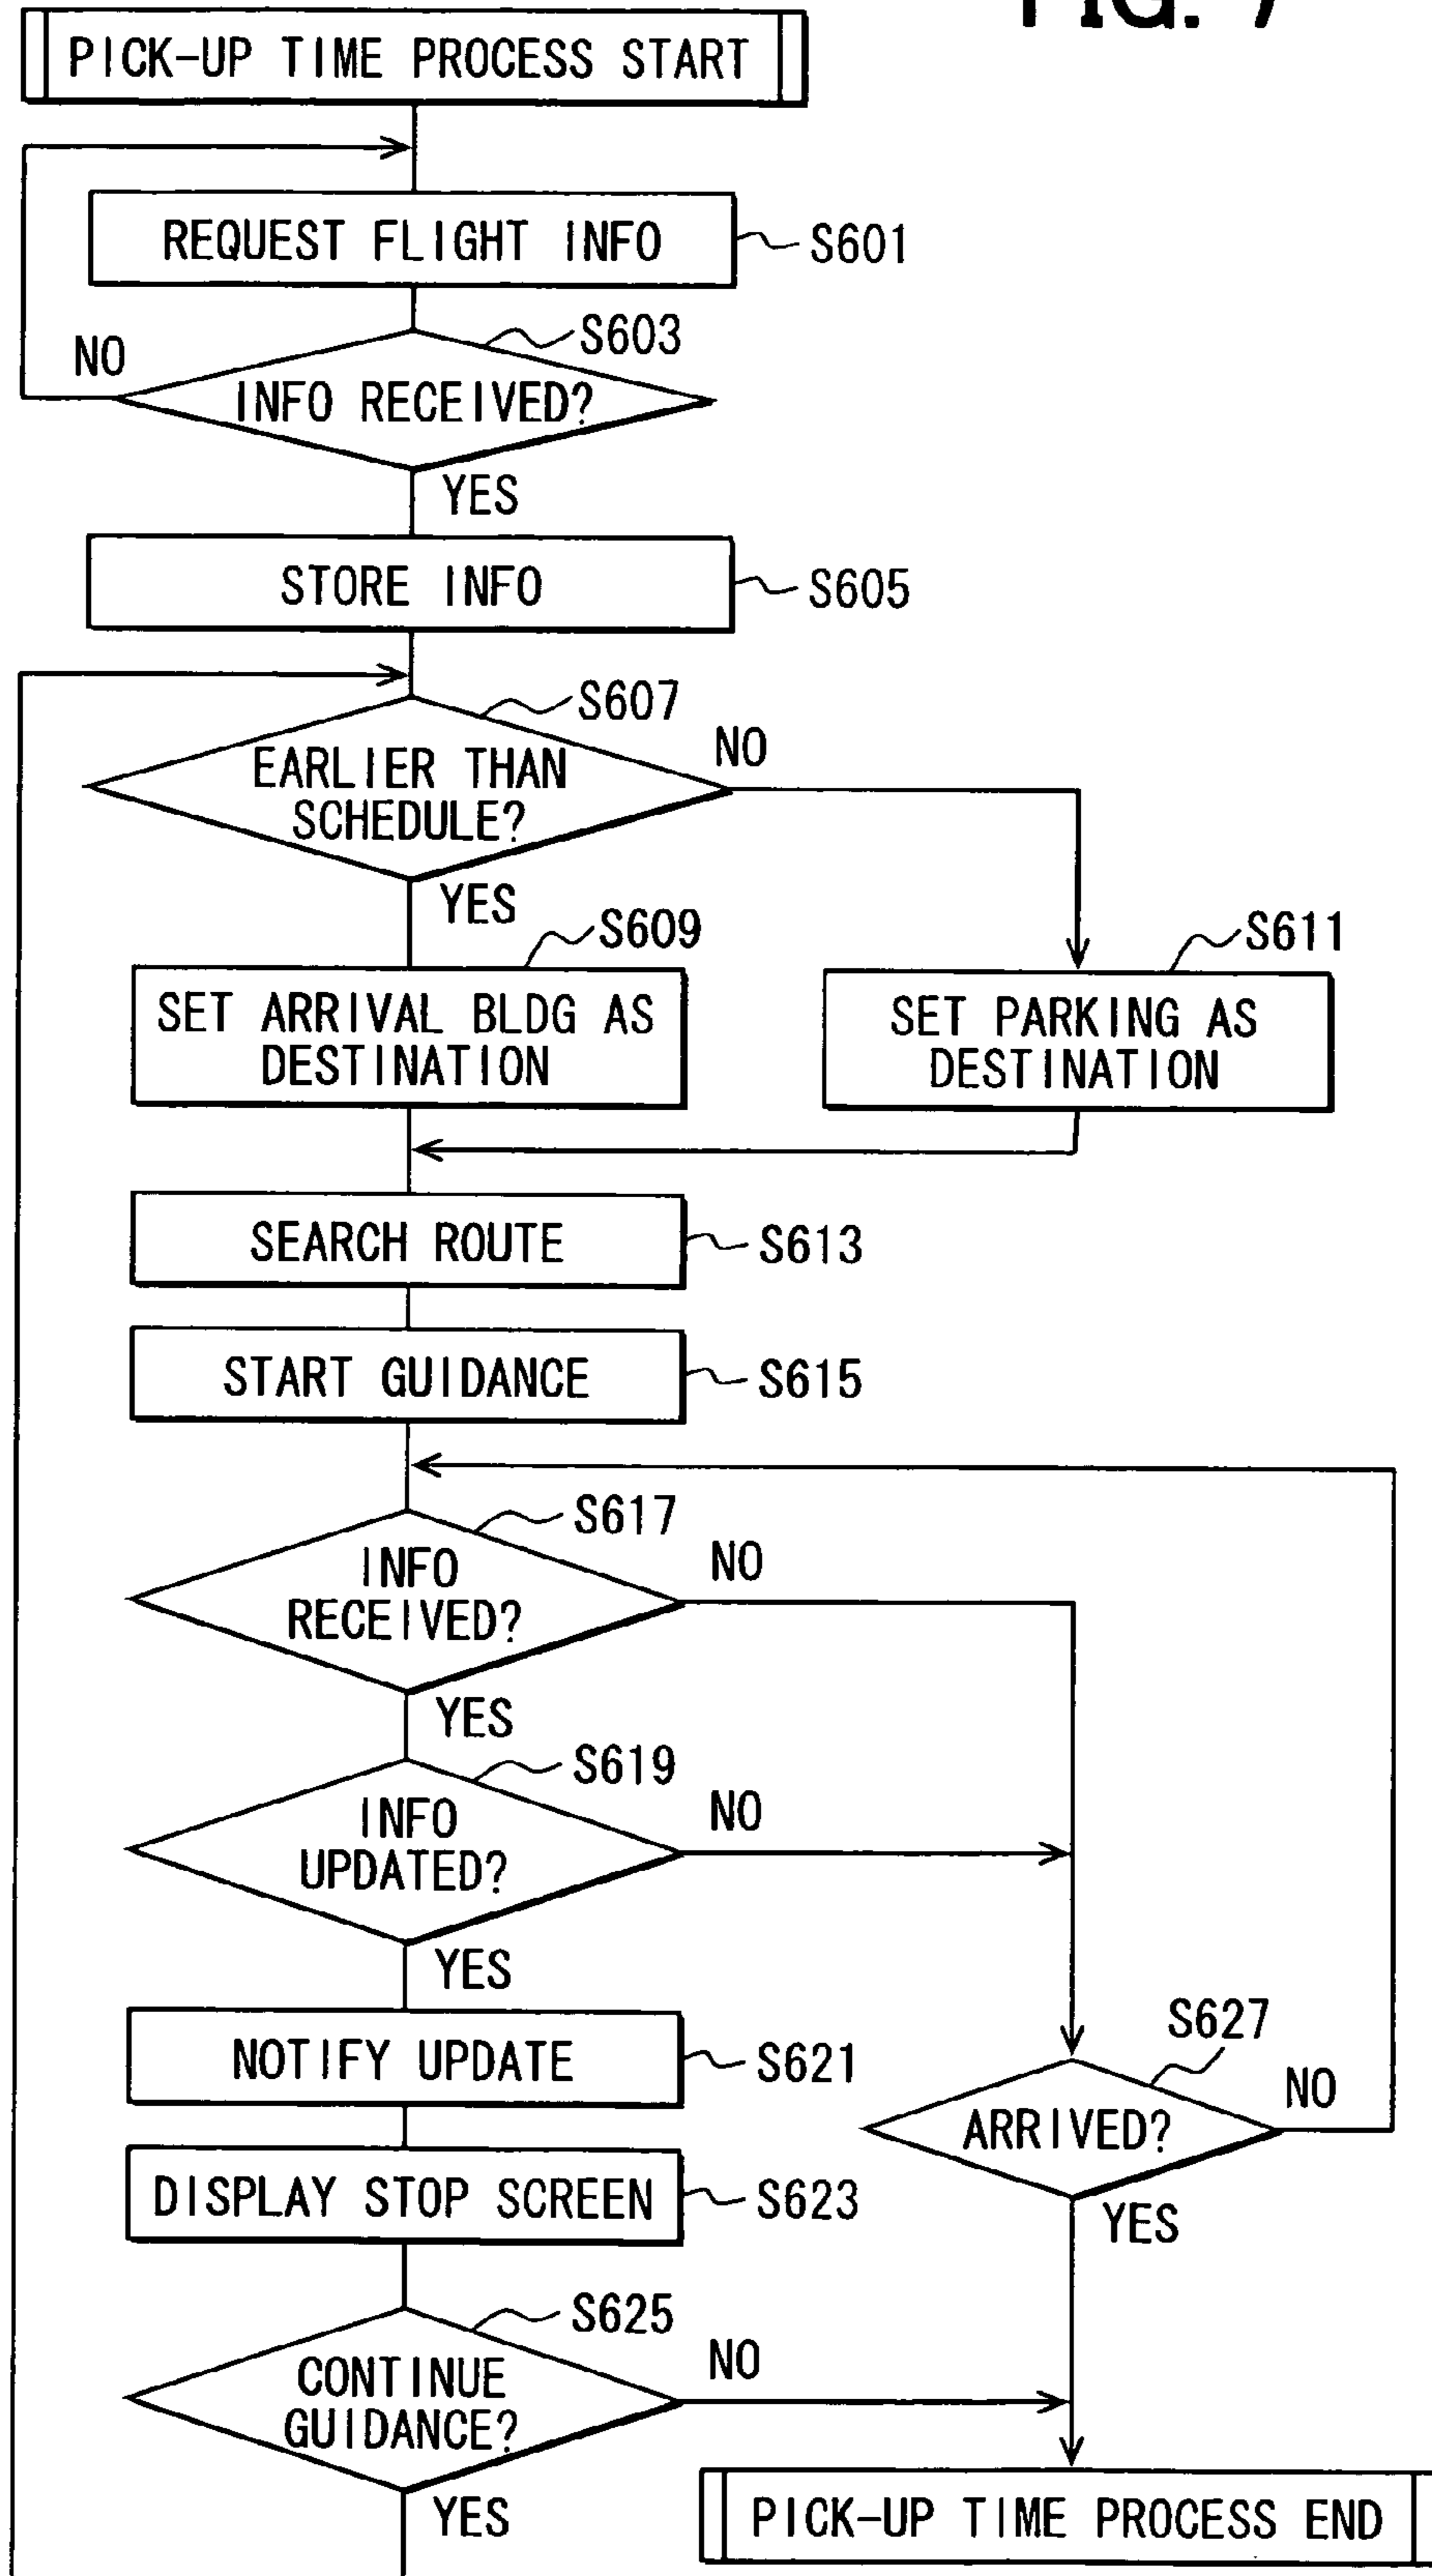 FIG. 7
PICK-UP TIME PROCESS START
REQUEST FLIGHT INFO
S601
S603
NO
INFO RECEIVED?
YES
STORE INFO
S605
S607
NO
EARLIER THAN
SCHEDULE?
YES
S609
S611
SET ARRIVAL BLDG AS
DESTINATION
SET PARKING AS
DESTINATION
SEARCH ROUTE
S613
START GUIDANCE
S615
S617
NO
INFO
RECEIVED?
YES
S619
NO
INFO
UPDATED?
YES
NOTIFY UPDATE
S621
S627
NO
ARRIVED?
YES
DISPLAY STOP SCREEN
S623
S625
NO
CONTINUE
GUIDANCE?
YES
PICK-UP TIME PROCESS END